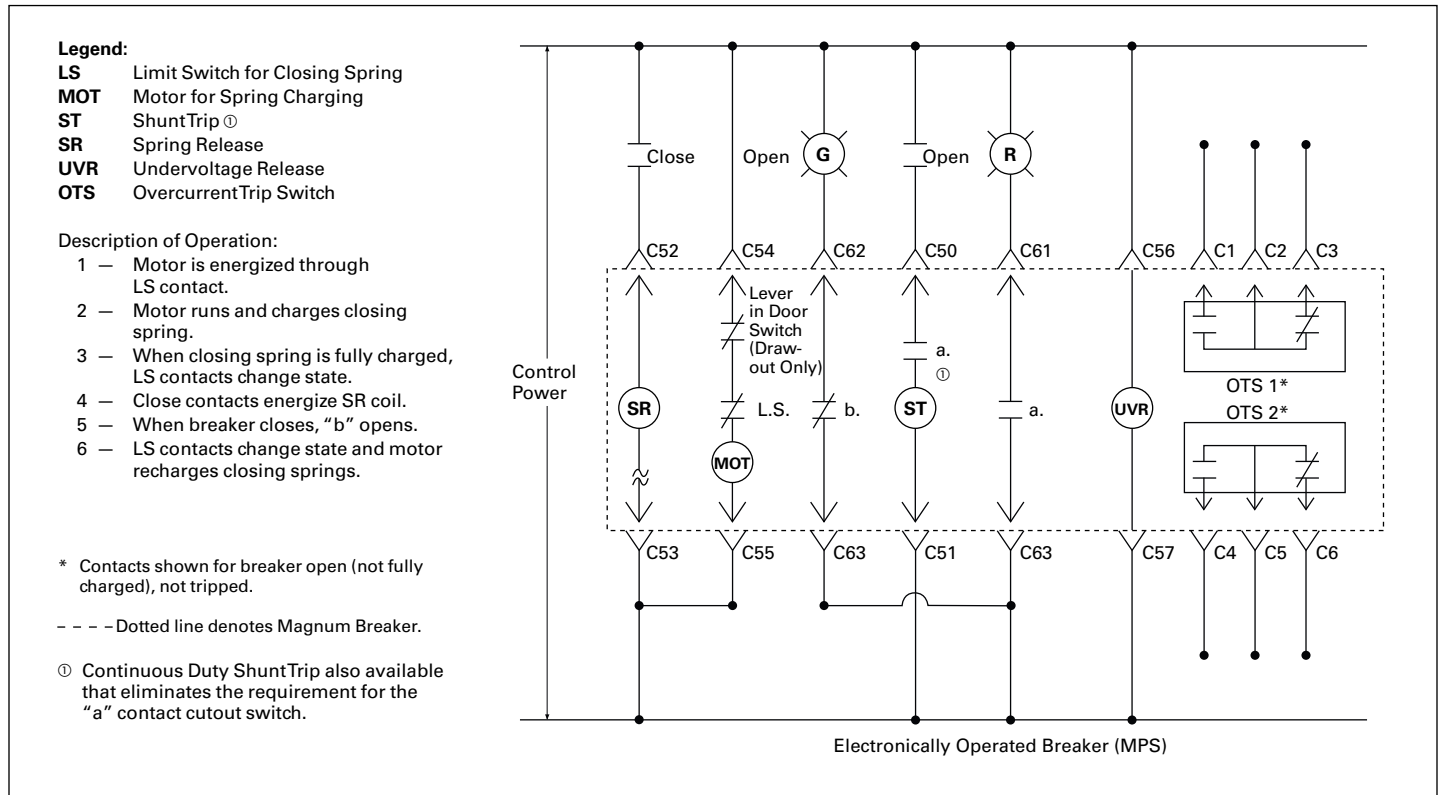 Legend:
LS Limit Switch for Closing Spring
MOT Motor for Spring Charging
ST ShuntTrip ①
SR Spring Release
UVR Undervoltage Release
OTS OvercurrentTrip Switch
Description of Operation:
1 — Motor is energized through
LS contact.
2 — Motor runs and charges closing
spring.
3 — When closing spring is fully charged,
LS contacts change state.
4 — Close contacts energize SR coil.
5 — When breaker closes, “b” opens.
6 — LS contacts change state and motor
recharges closing springs.
* Contacts shown for breaker open (not fully
charged), not tripped.
– – – – Dotted line denotes Magnum Breaker.
① Continuous Duty ShuntTrip also available
that eliminates the requirement for the
“a” contact cutout switch.
Control
Power
Close
Open
G
Open
R
C52
C54
C62
C50
C61
C56
C1
C2
C3
Lever
in Door
Switch
(Draw-
out Only)
a.
①
SR
L.S.
b.
ST
a.
UVR
OTS 1*
OTS 2*
MOT
C53
C55
C63
C51
C63
C57
C4
C5
C6
Electronically Operated Breaker (MPS)